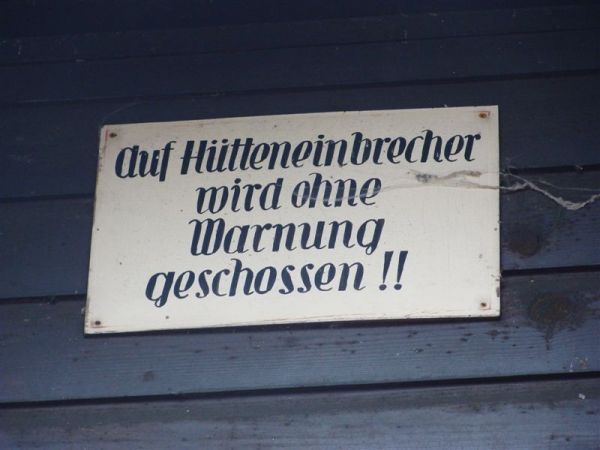 Auf Hütteneinbrecher
wird ohne
Warnung
geschossen !!